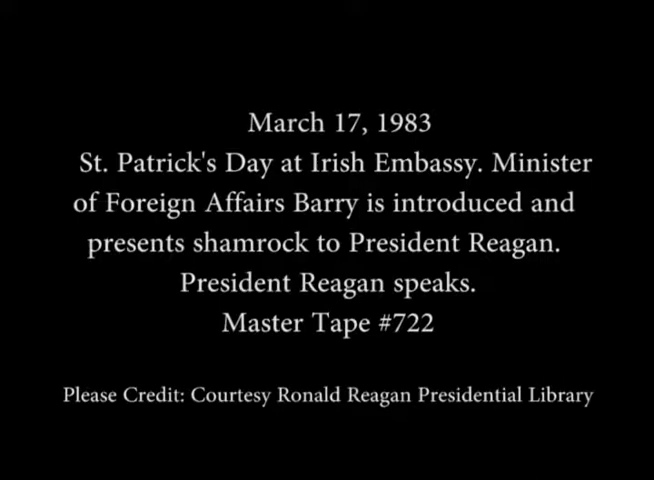 March 17, 1983
St. Patrick's Day at Irish Embassy. Minister
of Foreign Affairs Barry is introduced and
presents shamrock to President Reagan.
President Reagan speaks.
Master Tape #722
Please Credit: Courtesy Ronald Reagan Presidential Library